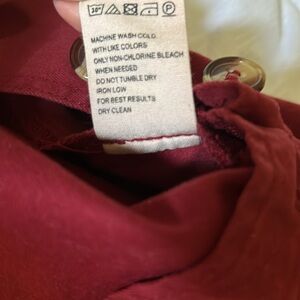 30°
P
MACHINE WASH COLD
WITH LIKE COLORS
ONLY NON-CHLORINE BLEACH
WHEN NEEDED
DO NOT TUMBLE DRY
IRON LOW
FOR BEST RESULTS
DRY CLEAN